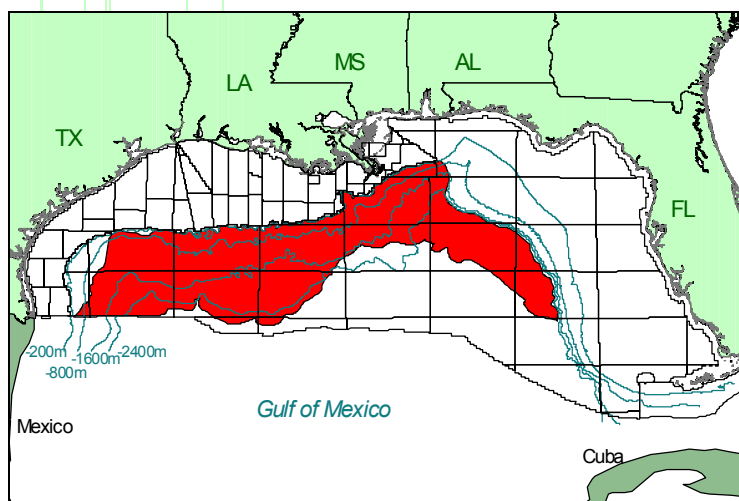 MS
AL
LA
TX
FL
-200m
-2400m
-1600m
-800m
Gulf of Mexico
Mexico
Cuba